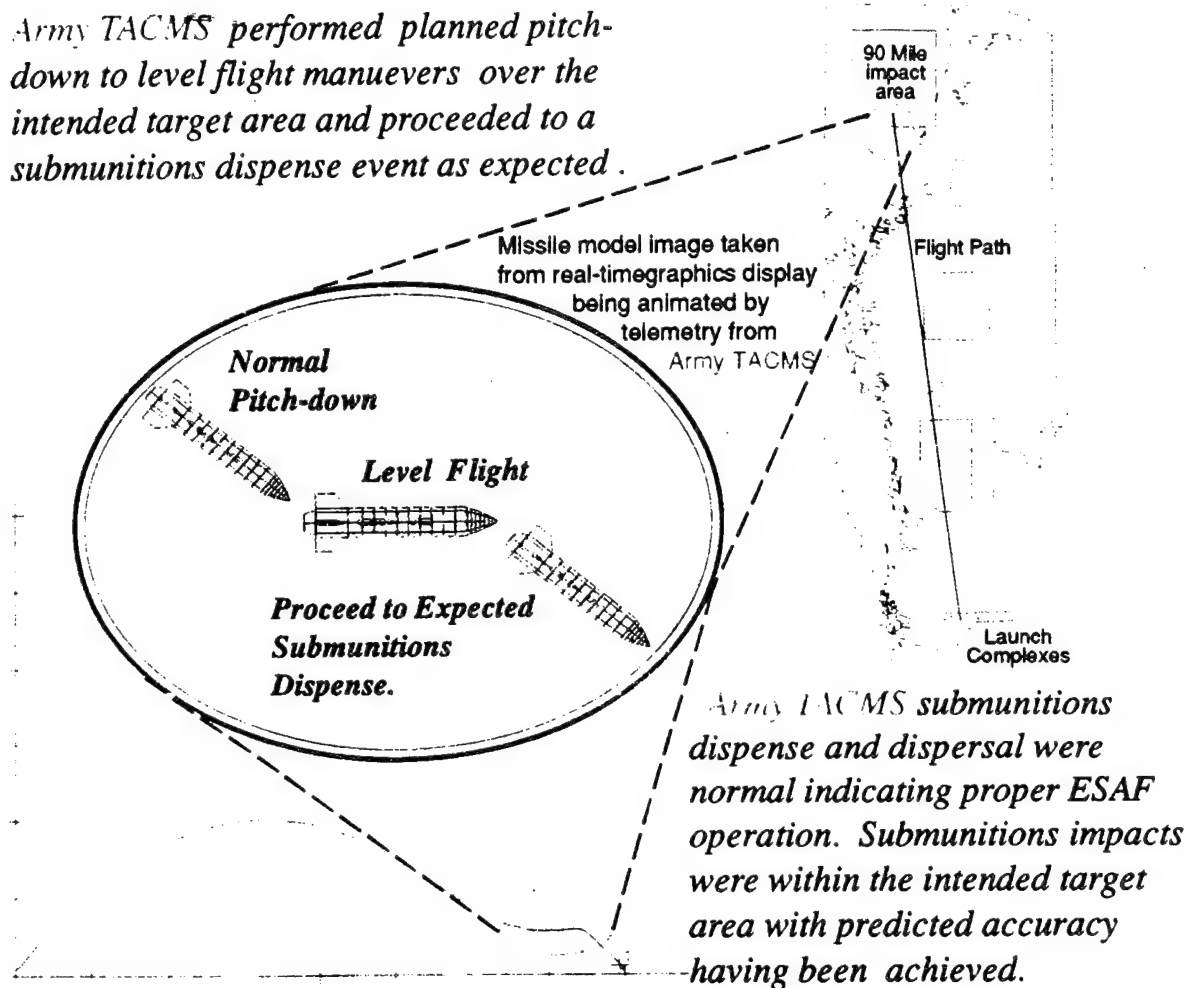 Army TACMS performed planned pitch-
down to level flight manuevers over the
intended target area and proceeded to a
submunitions dispense event as expected .
90 Mile
impact
area
Missile model image taken
from real-timegraphics display
being animated by
telemetry from
Army TACMS
Flight Path
Normal
Pitch-down
Level Flight
Proceed to Expected
Submunitions
Dispense.
Launch
Complexes
Army TACMS submunitions
dispense and dispersal were
normal indicating proper ESAF
operation. Submunitions impacts
were within the intended target
area with predicted accuracy
having been achieved.